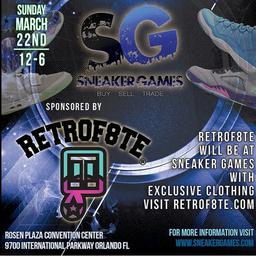 SUNDAY
MARCH
22ND
12-6
SG
SNEAKER GAMES
BUY SELL TRADE
SPONSORED BY
RETROF8TE
RETROF8TE
WILL BE AT
SNEAKER GAMES
WITH
EXCLUSIVE CLOTHING
VISIT RETROF8TE.COM
ROSEN PLAZA CONVENTION CENTER
9700 INTERNATIONAL PARKWAY ORLANDO FL
FOR MORE INFORMATION VISIT
WWW.SNEAKERGAMES.COM